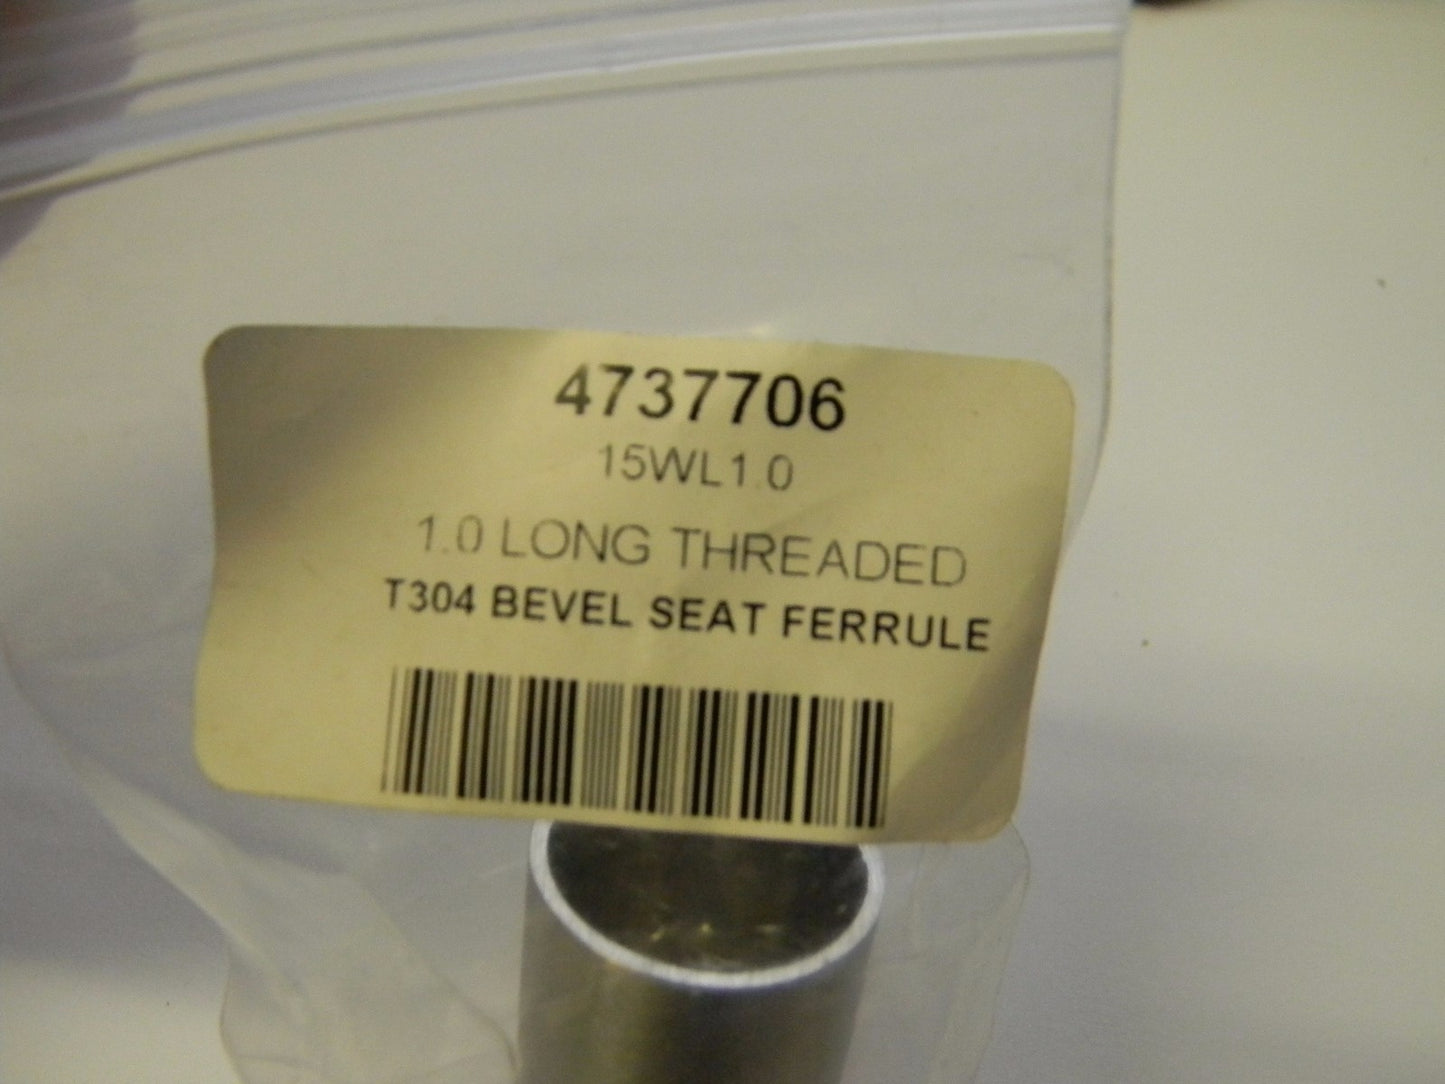 4737706
15WL1.0
1.0 LONG THREADED
T304 BEVEL SEAT FERRULE